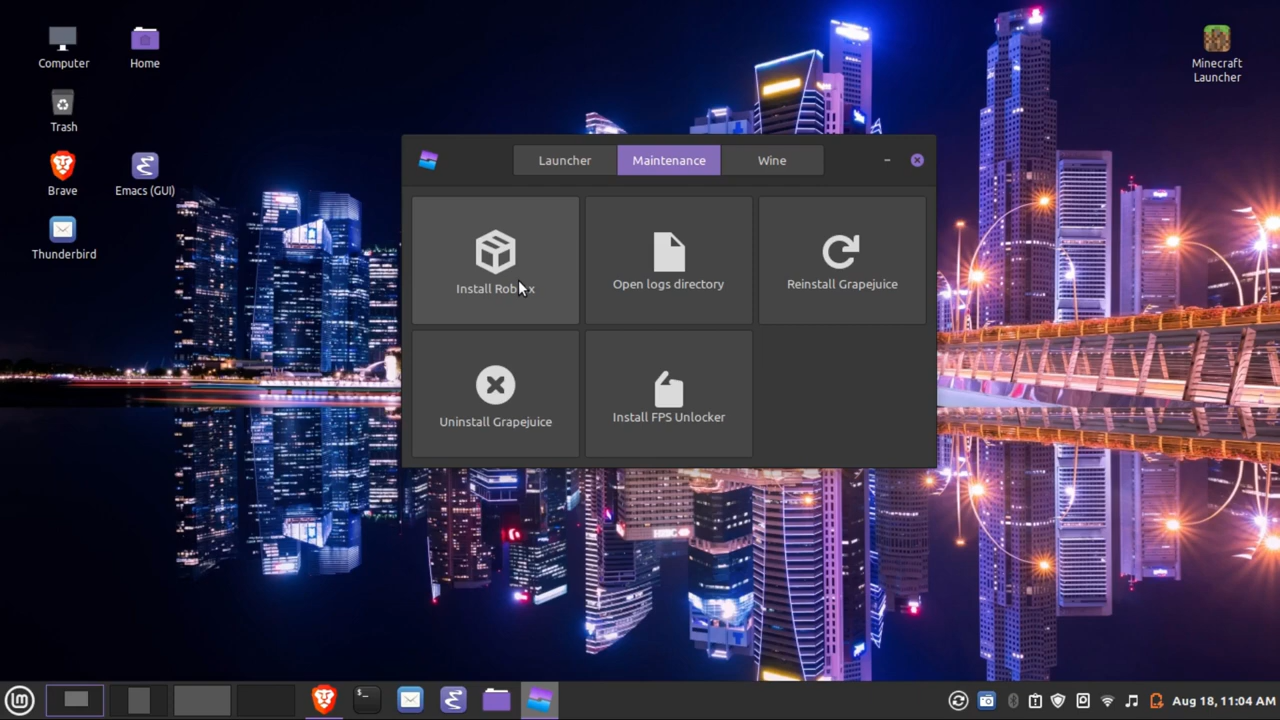 Computer
Home
Minecraft
Launcher
Trash
Brave
Emacs (GUI)
Thunderbird
Launcher
Maintenance
Wine
Install Roblox
Open logs directory
Reinstall Grapejuice
Uninstall Grapejuice
Install FPS Unlocker
$_
Aug 18, 11:04 AM